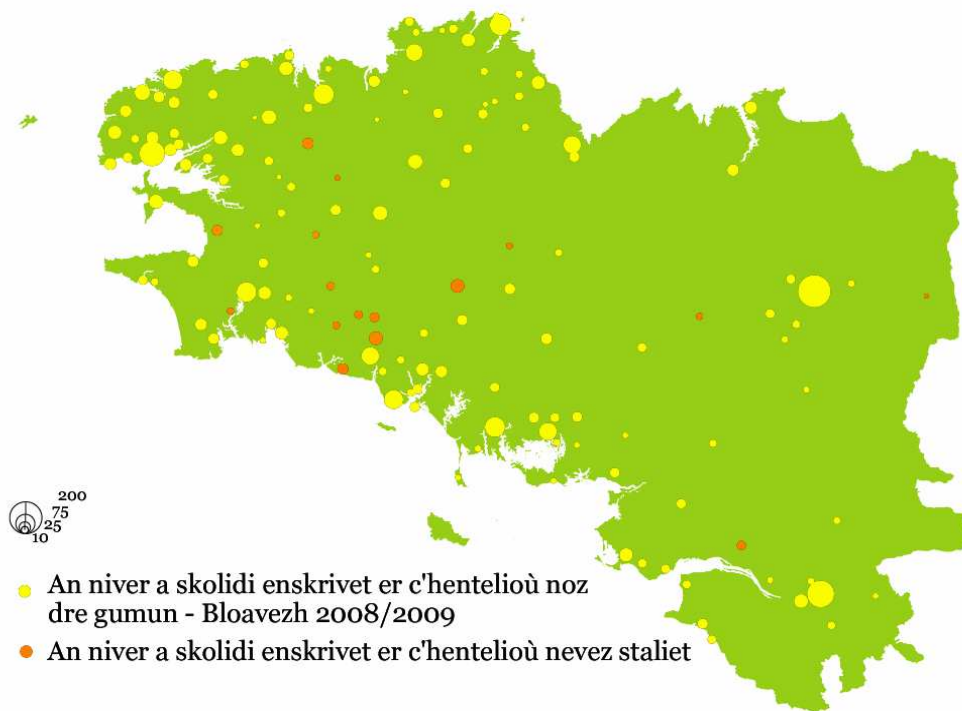 200
75
25
10
An niver a skolidi enskrivet er c'hentelioù noz
dre gumun - Bloavezh 2008/2009
An niver a skolidi enskrivet er c'hentelioù nevez staliet